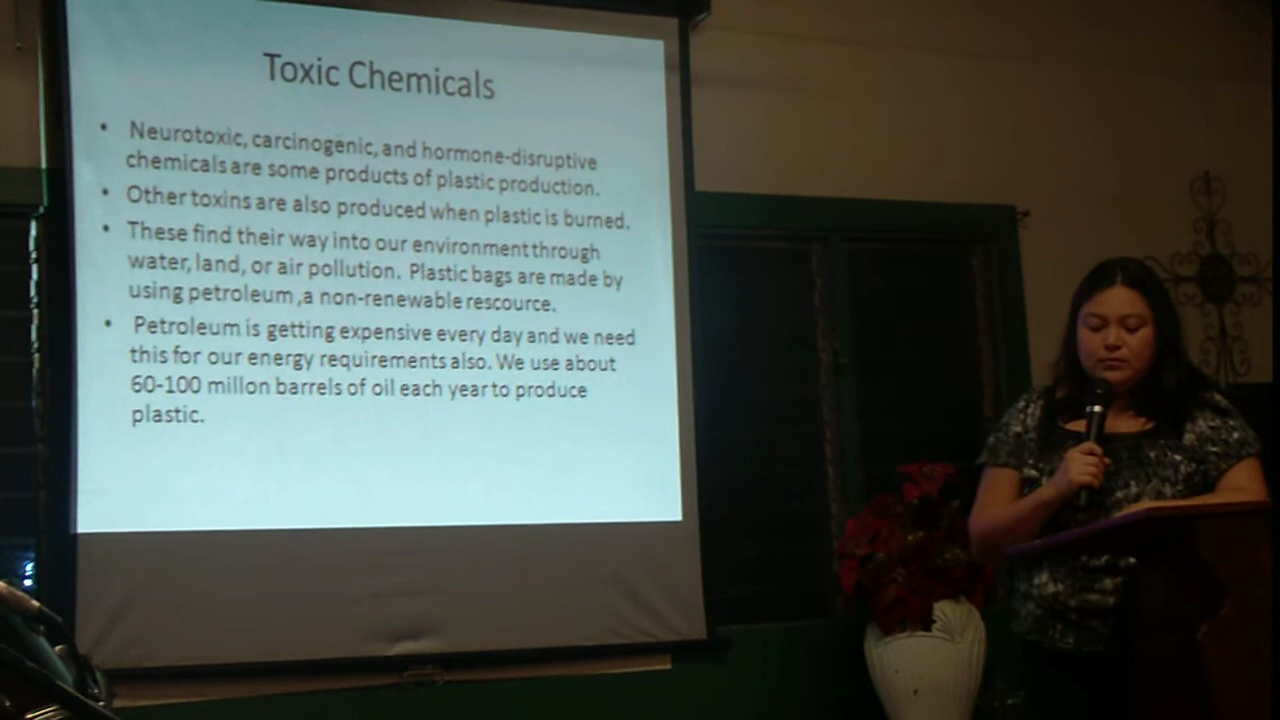 Toxic Chemicals
• Neurotoxic, carcinogenic, and hormone-disruptive
chemicals are some products of plastic production.
• Other toxins are also produced when plastic is burned.
• These find their way into our environment through
water, land, or air pollution. Plastic bags are made by
using petroleum ,a non-renewable rescource.
• Petroleum is getting expensive every day and we need
this for our energy requirements also. We use about
60-100 millon barrels of oil each year to produce
plastic.